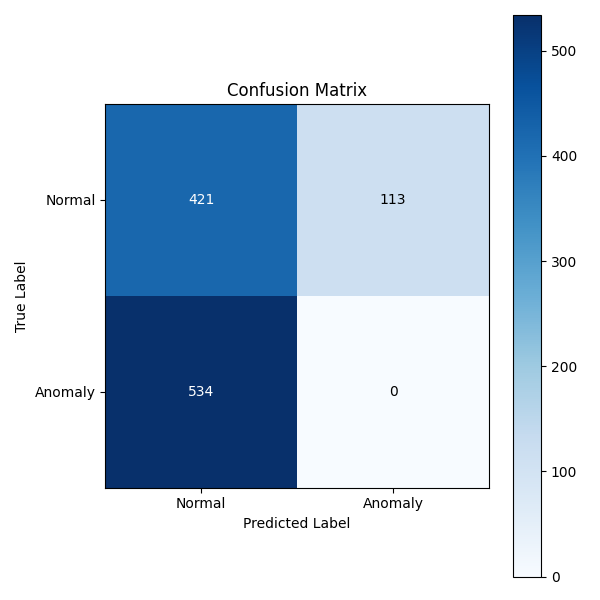 Confusion Matrix
True Label
Normal
421
113
Anomaly
534
0
Normal
Anomaly
Predicted Label
500
400
300
200
100
0